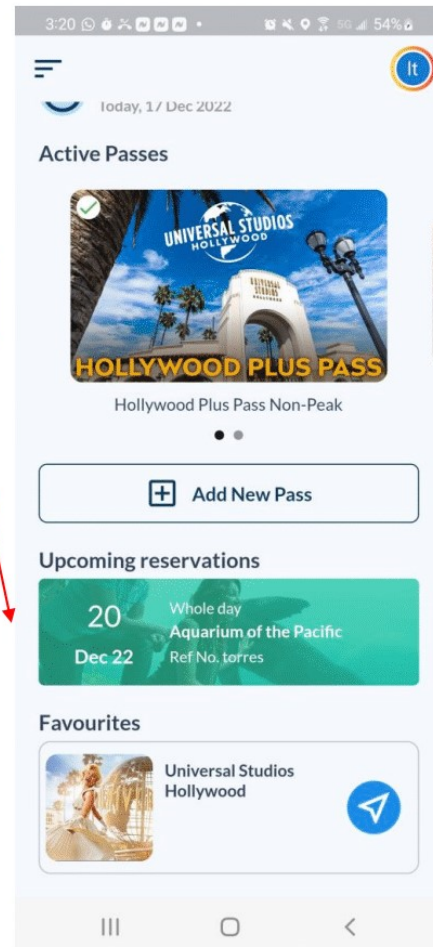 3:20
5G 54%
lt
Today, 17 Dec 2022
Active Passes
UNIVERSAL STUDIOS
HOLLYWOOD
UNIVERSAL
STUDIOS
HOLLYWOOD PLUS PASS
Hollywood Plus Pass Non-Peak
Add New Pass
Upcoming reservations
20
Dec 22
Whole day
Aquarium of the Pacific
Ref No. torres
Favourites
Universal Studios
Hollywood